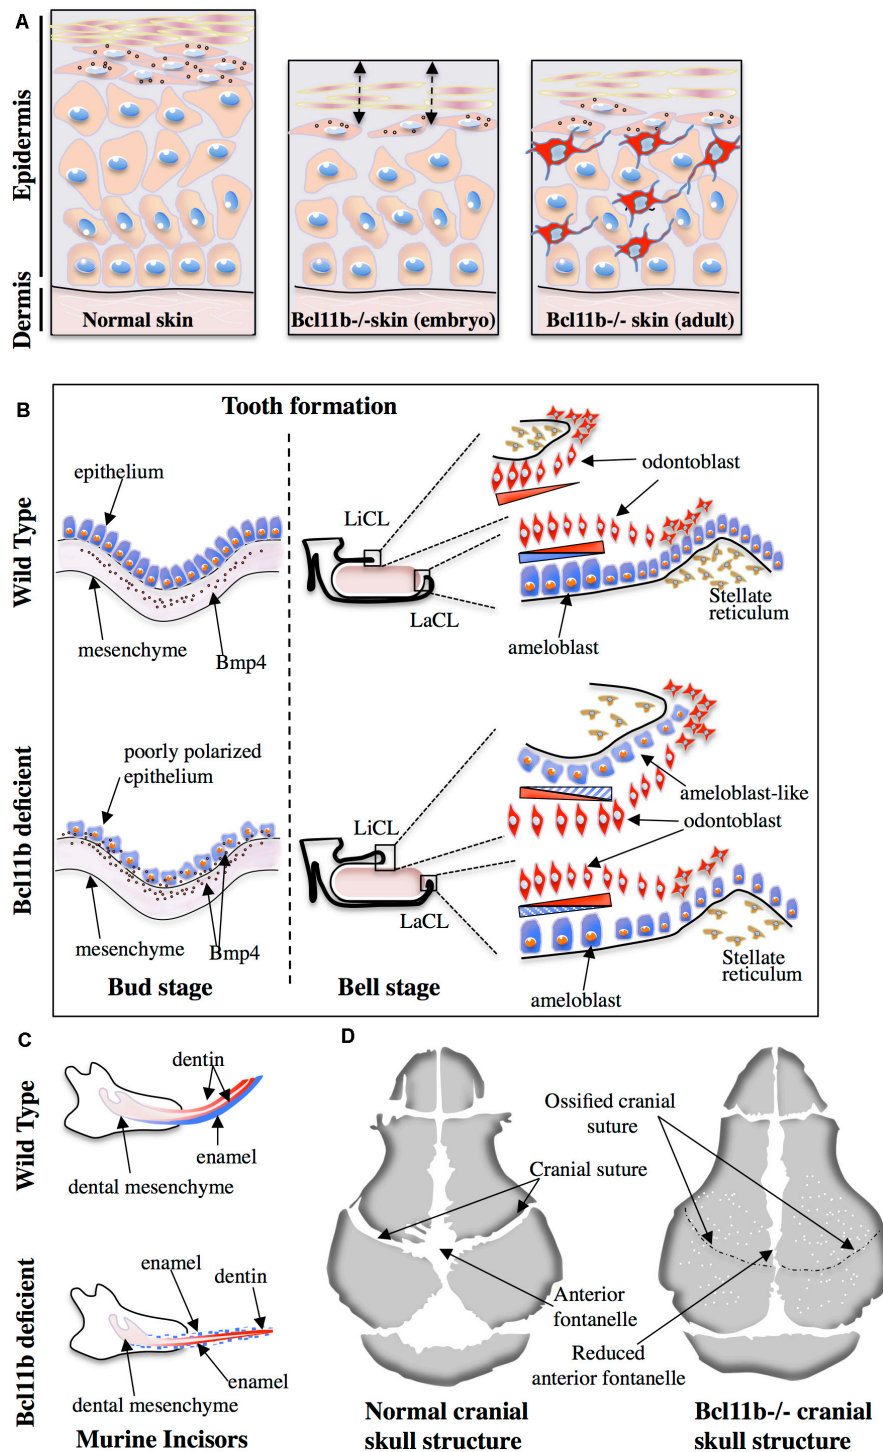 A
Epidermis
Dermis
Normal skin
Bcl11b-/-skin (embryo)
Bcl11b-/- skin (adult)
B
Tooth formation
Wild Type
epithelium
mesenchyme
Bmp4
LiCL
LaCL
odontoblast
Stellate
reticulum
ameloblast
Bcl11b deficient
poorly polarized
epithelium
mesenchyme
Bmp4
LiCL
LaCL
ameloblast-like
odontoblast
Stellate
reticulum
ameloblast
Bud stage
Bell stage
C
Wild Type
dentin
enamel
dental mesenchyme
Bcl11b deficient
enamel
dentin
enamel
dental mesenchyme
Murine Incisors
D
Ossified cranial
suture
Cranial suture
Anterior
fontanelle
Reduced
anterior fontanelle
Normal cranial
skull structure
Bcl11b-/- cranial
skull structure